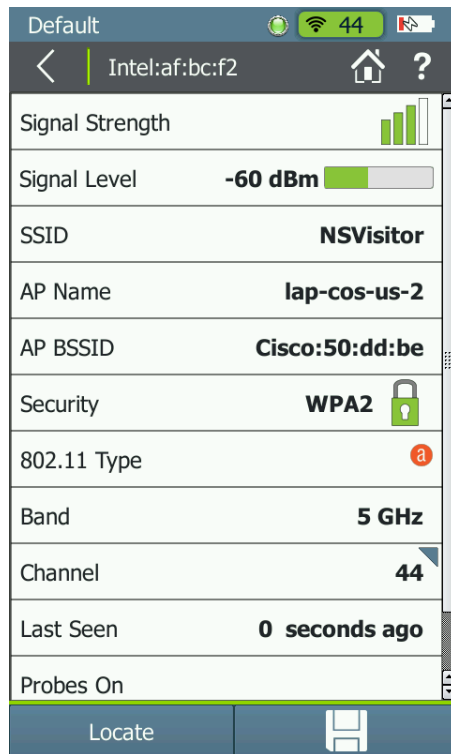 Default 44
Intel:af:bc:f2 ?
Signal Strength
Signal Level -60 dBm
SSID NSVisitor
AP Name lap-cos-us-2
AP BSSID Cisco:50:dd:be
Security WPA2
802.11 Type a
Band 5 GHz
Channel 44
Last Seen 0 seconds ago
Probes On
Locate